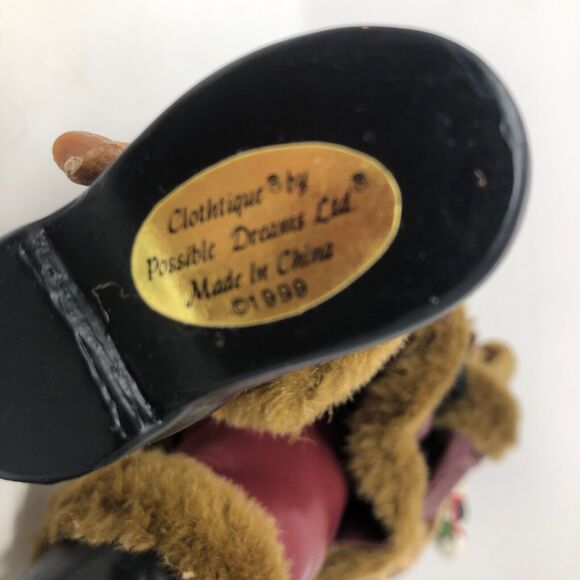 Clothtique® by
Possible Dreams Ltd.®
Made In China
©1999